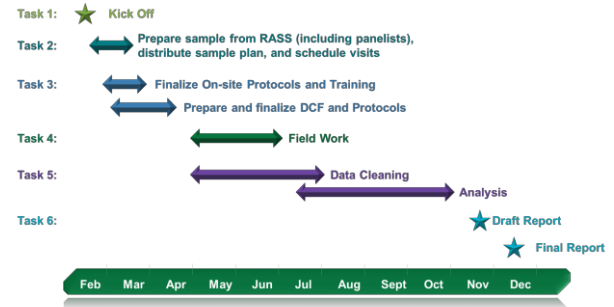 Task 1: Kick Off
Task 2: Prepare sample from RASS (including panelists),
distribute sample plan, and schedule visits
Task 3: Finalize On-site Protocols and Training
Prepare and finalize DCF and Protocols
Task 4: Field Work
Task 5: Data Cleaning
Analysis
Task 6: Draft Report
Final Report
Feb Mar Apr May Jun Jul Aug Sept Oct Nov Dec